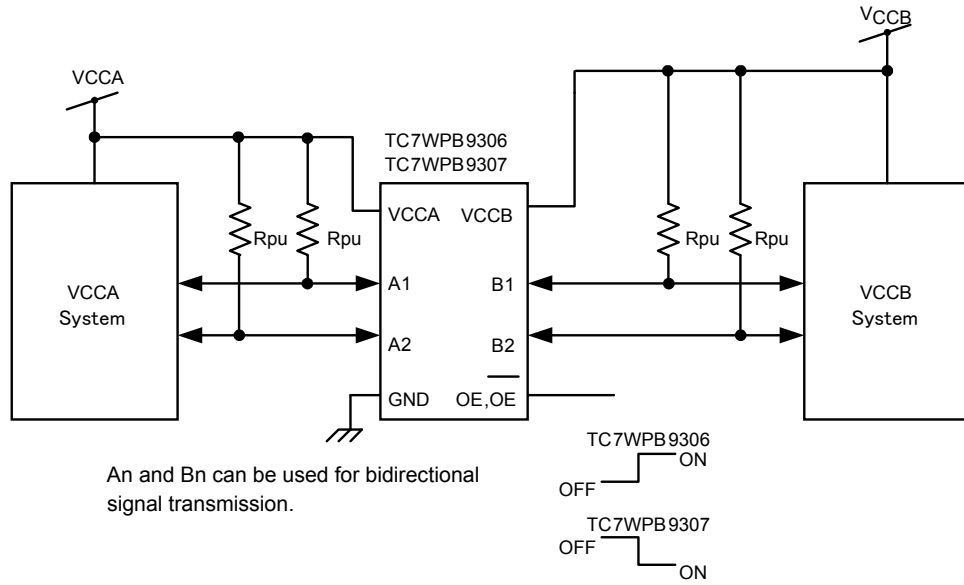 VCCB
VCCA
TC7WPB9306
TC7WPB9307
VCCA VCCB
Rpu Rpu Rpu Rpu
A1 B1
VCCA
System
VCCB
System
A2 B2
GND OE,OE
TC7WPB9306
ON
OFF
An and Bn can be used for bidirectional
signal transmission.
TC7WPB9307
OFF
ON